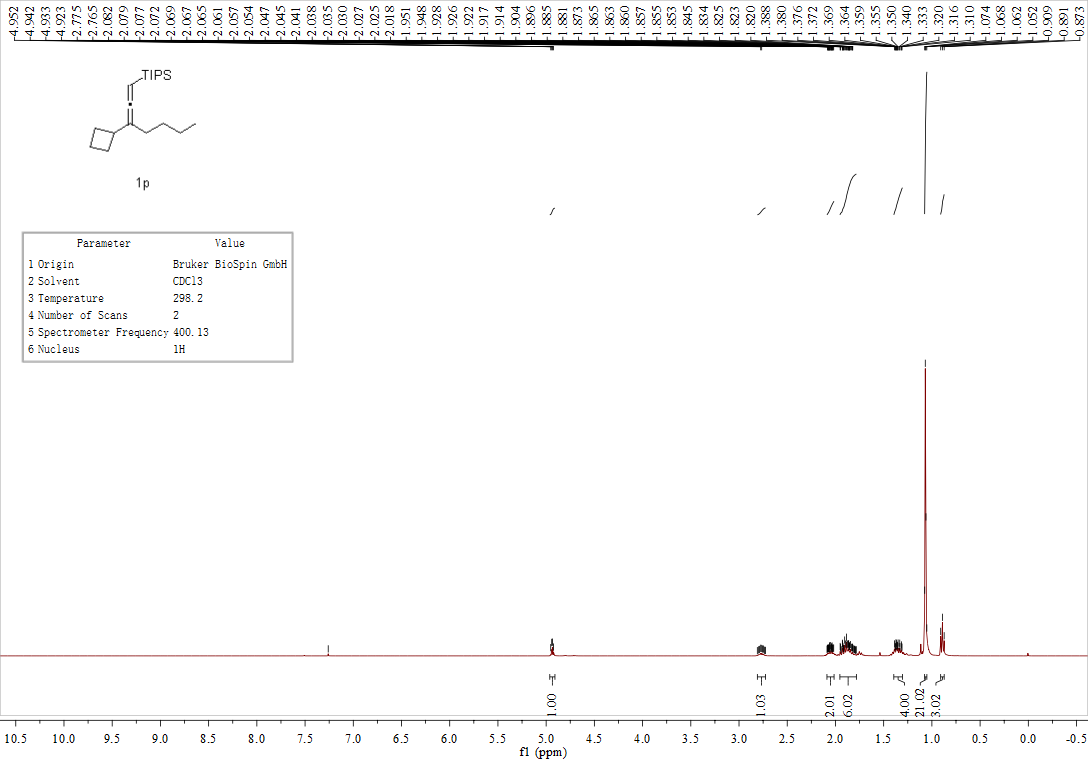 4.952 4.942 4.933 4.923 2.775 2.765 2.082 2.079 2.077 2.072 2.069 2.067 2.065 2.061 2.057 2.054 2.047 2.045 2.041 2.038 2.035 2.030 2.027 2.025 2.018 1.951 1.948 1.928 1.926 1.922 1.917 1.914 1.904 1.896 1.885 1.881 1.873 1.865 1.863 1.860 1.857 1.855 1.853 1.845 1.834 1.825 1.823 1.820 1.388 1.380 1.376 1.372 1.369 1.364 1.359 1.355 1.350 1.340 1.333 1.320 1.316 1.310 1.074 1.068 1.062 1.052 0.909 0.891 0.873
TIPS
1p
Parameter Value
1 Origin Bruker BioSpin GmbH
2 Solvent CDCl3
3 Temperature 298.2
4 Number of Scans 2
5 Spectrometer Frequency 400.13
6 Nucleus 1H
1.00 1.03 2.01 6.02 4.00 21.02 3.02
10.5 10.0 9.5 9.0 8.5 8.0 7.5 7.0 6.5 6.0 5.5 5.0 4.5 4.0 3.5 3.0 2.5 2.0 1.5 1.0 0.5 0.0 -0.5
f1 (ppm)